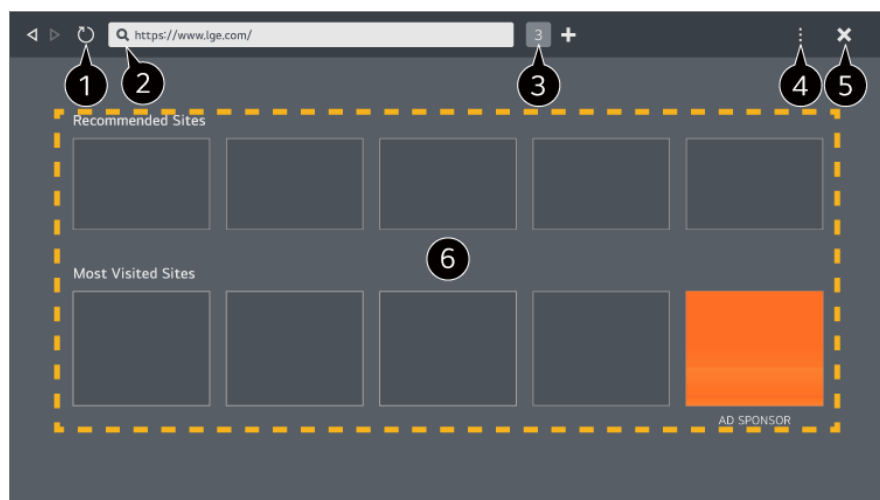 https://www.lge.com/ 3
1 2 3 4 5
Recommended Sites
6
Most Visited Sites
AD SPONSOR